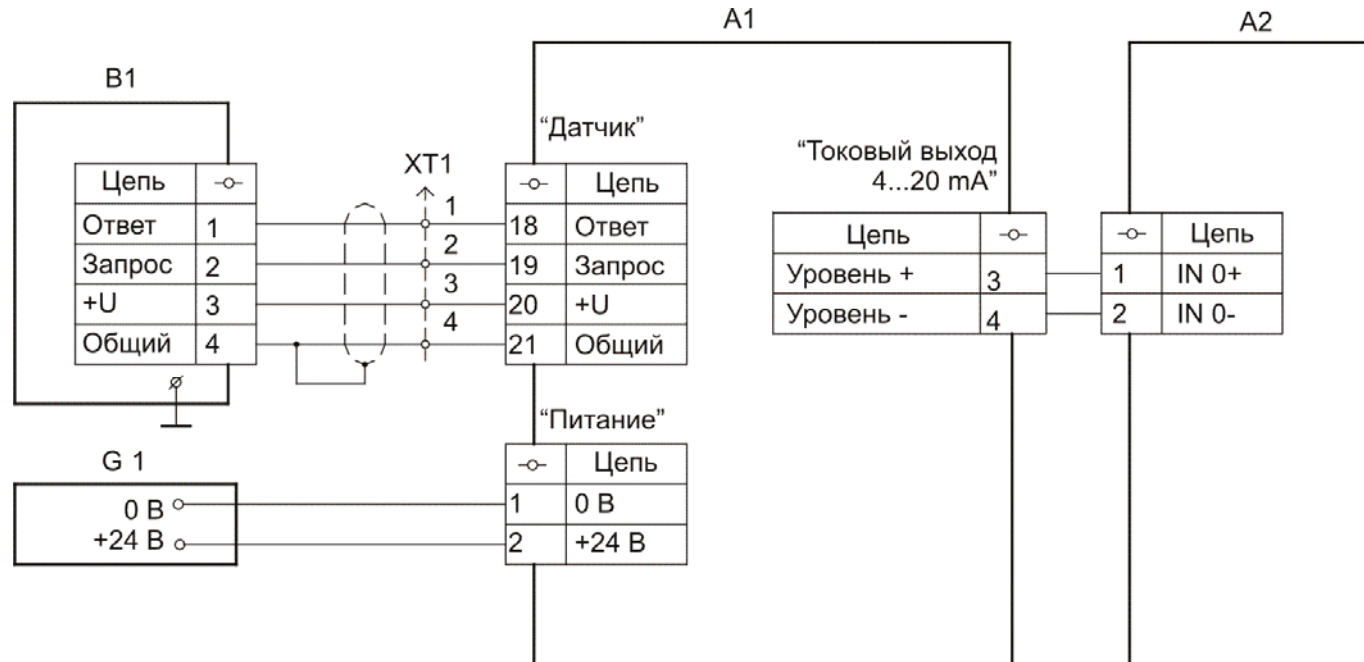 A1
A2
B1
“Датчик”
“Токовый выход
4...20 mA”
XT1
Цепь
Ответ 1
Запрос 2
+U 3
Общий 4
1
2
3
4
Цепь
18 Ответ
19 Запрос
20 +U
21 Общий
Цепь
Уровень + 3
Уровень - 4
Цепь
1 IN 0+
2 IN 0-
“Питание”
G 1
0 В
+24 В
Цепь
1 0 В
2 +24 В